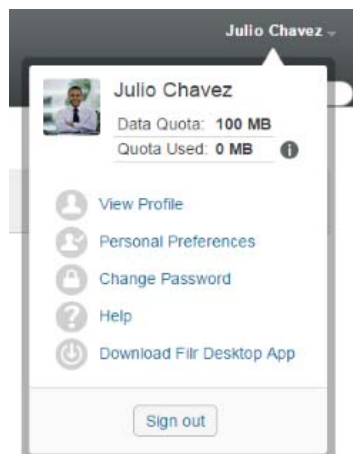 Julio Chavez
Julio Chavez
Data Quota: 100 MB
Quota Used: 0 MB
View Profile
Personal Preferences
Change Password
Help
Download Filr Desktop App
Sign out